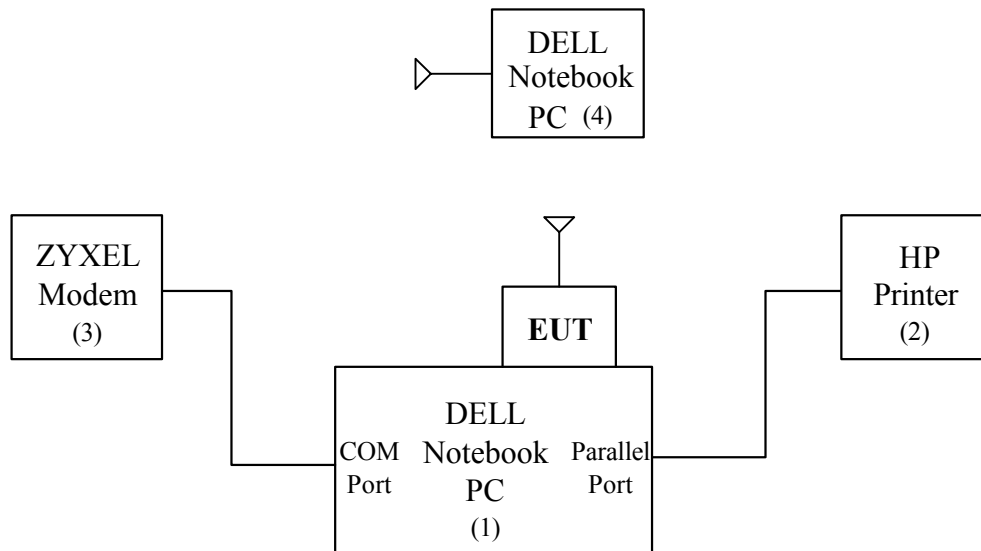 DELL
Notebook
PC (4)
ZYXEL
Modem
(3)
EUT
HP
Printer
(2)
DELL
Notebook
PC
(1)
COM
Port
Parallel
Port